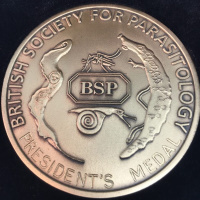 BRITISH SOCIETY FOR PARASITOLOGY
BSP
PRESIDENT'S MEDAL